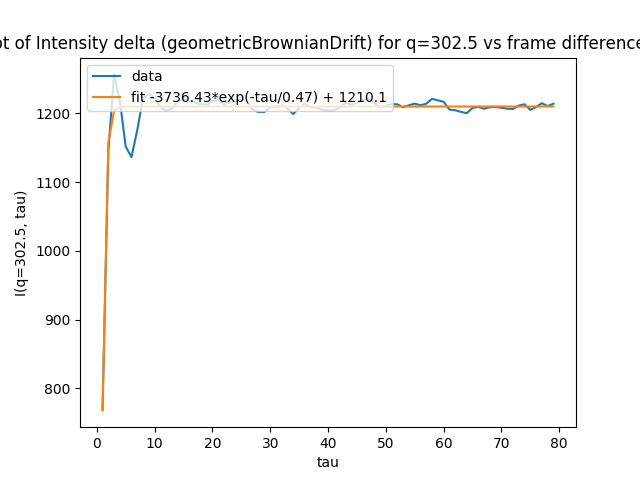 ot of Intensity delta (geometricBrownianDrift) for q=302.5 vs frame difference
data
fit -3736.43*exp(-tau/0.47) + 1210.1
1200
1100
1000
900
800
I(q=302.5, tau)
0 10 20 30 40 50 60 70 80
tau